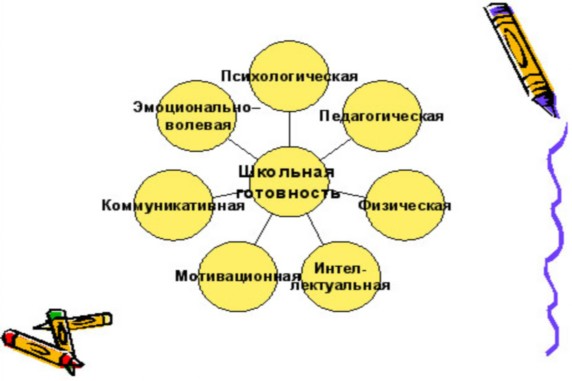 Психологическая
Эмоционально–
волевая
Педагогическая
Школьная
готовность
Коммуникативная
Физическая
Мотивационная
Интел-
лектуальная